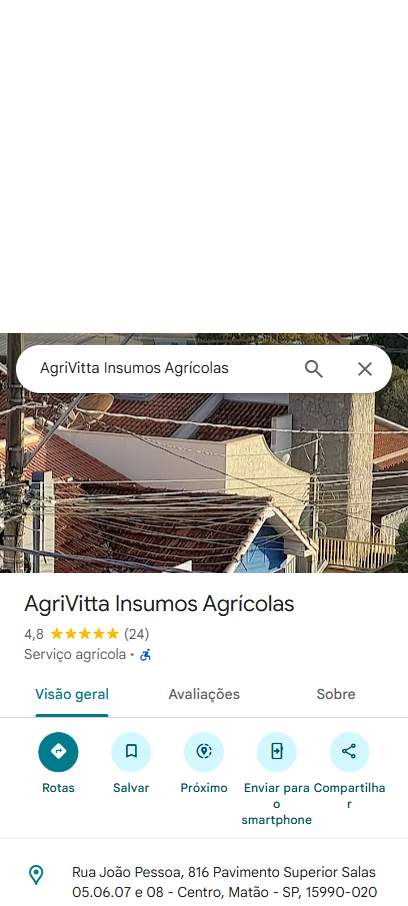 AgriVitta Insumos Agrícolas
AgriVitta Insumos Agrícolas
4,8 (24)
Serviço agrícola ·
Visão geral Avaliações Sobre
Rotas Salvar Próximo Enviar para o smartphone Compartilhar
Rua João Pessoa, 816 Pavimento Superior Salas
05.06.07 e 08 - Centro, Matão - SP, 15990-020